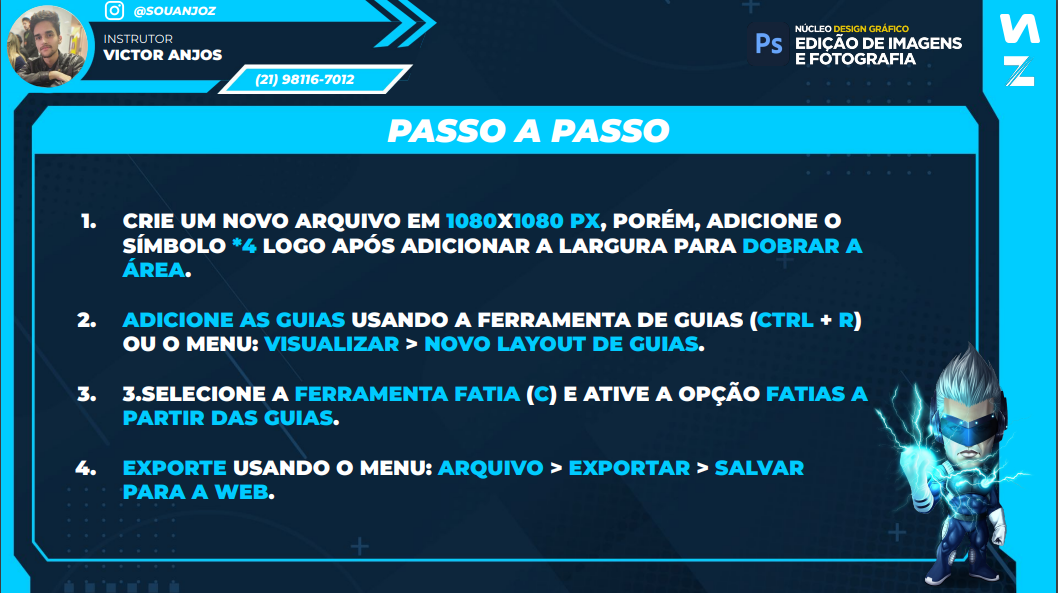 @SOUANJOZ
INSTRUTOR
VICTOR ANJOS
(21) 98116-7012
Ps
NÚCLEO DESIGN GRÁFICO
EDIÇÃO DE IMAGENS
E FOTOGRAFIA
PASSO A PASSO
1. CRIE UM NOVO ARQUIVO EM 1080X1080 PX, PORÉM, ADICIONE O
SÍMBOLO *4 LOGO APÓS ADICIONAR A LARGURA PARA DOBRAR A
ÁREA.
2. ADICIONE AS GUIAS USANDO A FERRAMENTA DE GUIAS (CTRL + R)
OU O MENU: VISUALIZAR > NOVO LAYOUT DE GUIAS.
3. 3.SELECIONE A FERRAMENTA FATIA (C) E ATIVE A OPÇÃO FATIAS A
PARTIR DAS GUIAS.
4. EXPORTE USANDO O MENU: ARQUIVO > EXPORTAR > SALVAR
PARA A WEB.